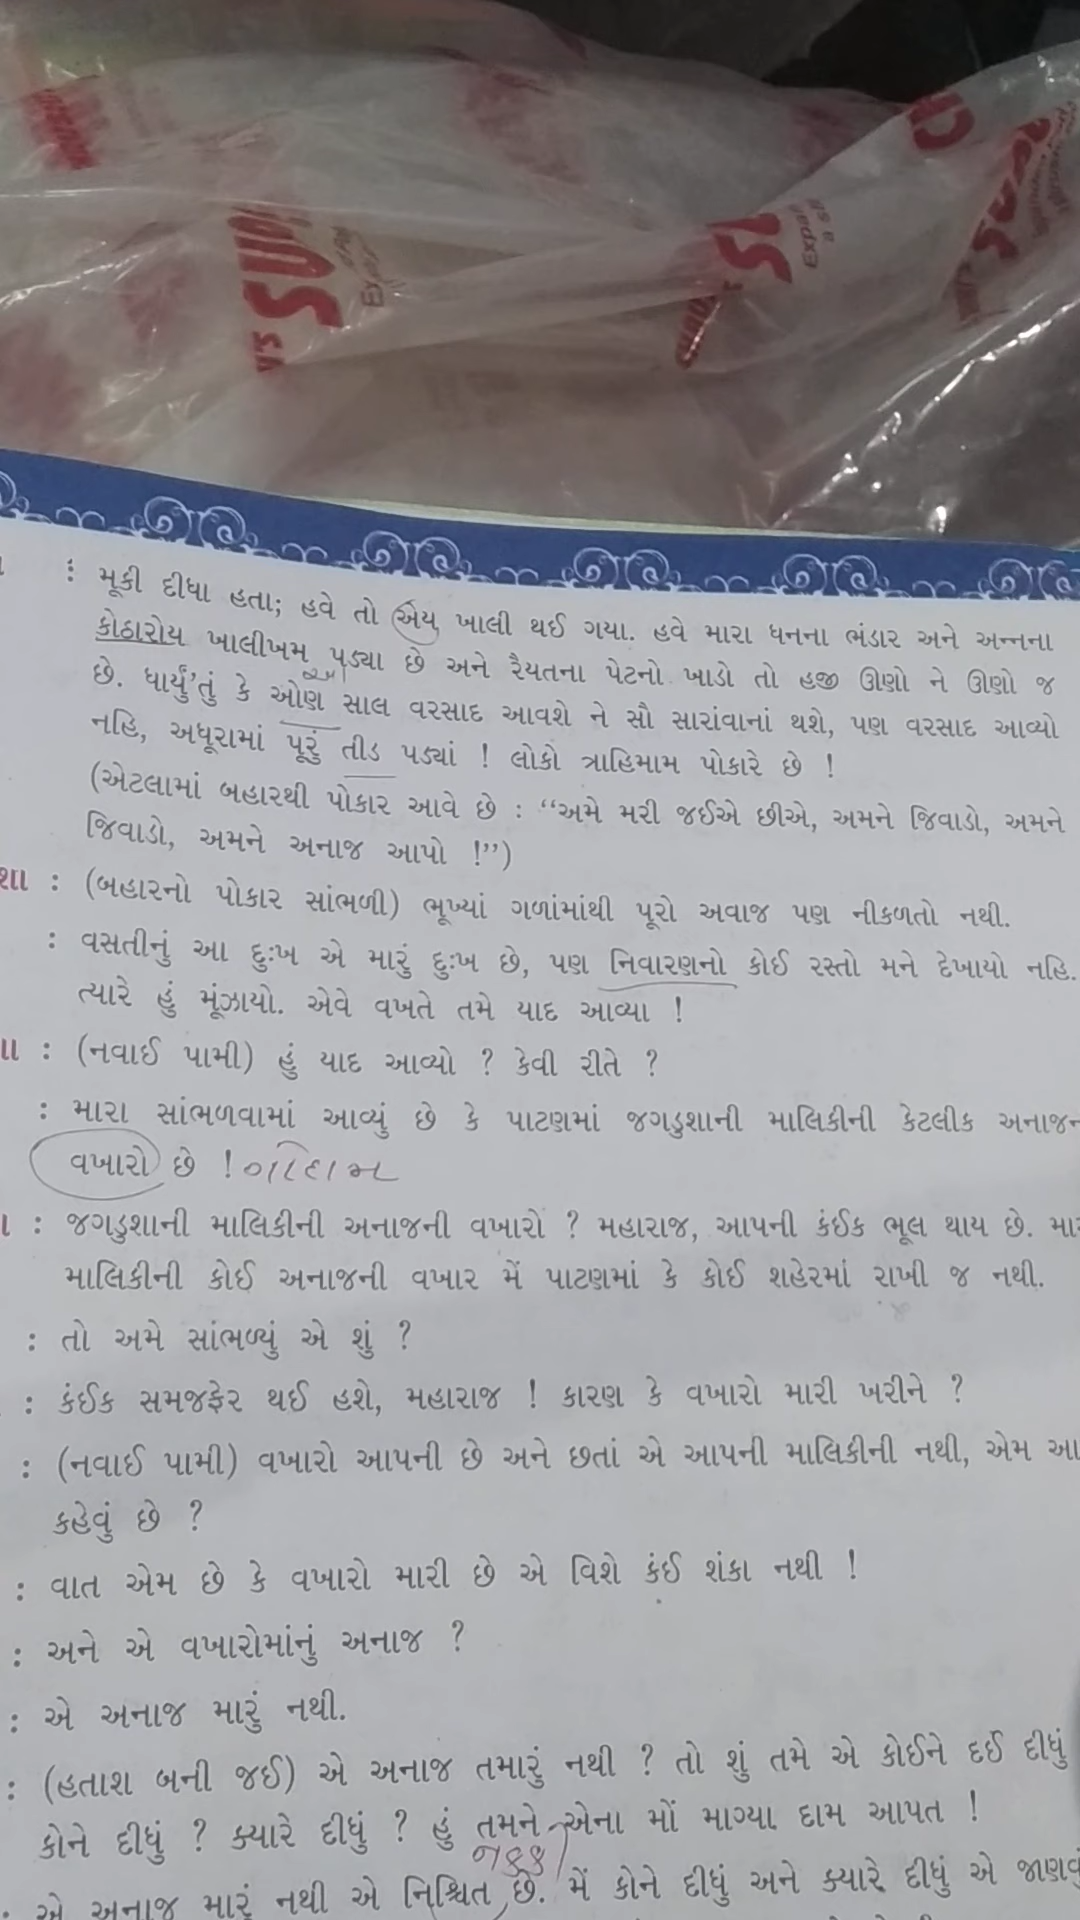 SUN
: મૂકી દીધા હતા; હવે તો એય ખાલી થઈ ગયા. હવે મારા ધનના ભંડાર અને અન્નના
કોઠારોય ખાલીખમ પડ્યા છે અને રૈયતના પેટનો ખાડો તો હજી ઊણો ને ઊણો જ
છે. ધાર્યું'તું કે ઓણ સાલ વરસાદ આવશે ને સૌ સારાંવાનાં થશે, પણ વરસાદ આવ્યો
નહિ, અધૂરામાં પૂરું તીડ પડ્યાં ! લોકો ત્રાહિમામ પોકારે છે !
(એટલામાં બહારથી પોકાર આવે છે : “અમે મરી જઈએ છીએ, અમને જિવાડો, અમને
જિવાડો, અમને અનાજ આપો !”)
શા : (બહારનો પોકાર સાંભળી) ભૂખ્યાં ગળાંમાંથી પૂરો અવાજ પણ નીકળતો નથી.
: વસતીનું આ દુઃખ એ મારું દુઃખ છે, પણ નિવારણનો કોઈ રસ્તો મને દેખાયો નહિ.
ત્યારે હું મૂંઝાયો. એવે વખતે તમે યાદ આવ્યા !
: (નવાઈ પામી) હું યાદ આવ્યો ? કેવી રીતે ?
: મારા સાંભળવામાં આવ્યું છે કે પાટણમાં જગડુશાની માલિકીની કેટલીક
વખારો છે ! ગોદામ
: જગડુશાની માલિકીની અનાજની વખારો ? મહારાજ, આપની કંઈક ભૂલ થાય છે.
માલિકીની કોઈ અનાજની વખાર મેં પાટણમાં કે કોઈ શહેરમાં રાખી જ નથી.
: તો અમે સાંભળ્યું એ શું ?
: કંઈક સમજફેર થઈ હશે, મહારાજ ! કારણ કે વખારો મારી ખરીને ?
: (નવાઈ પામી) વખારો આપની છે અને છતાં એ આપની માલિકીની નથી, એમ
કહેવું છે ?
: વાત એમ છે કે વખારો મારી છે એ વિશે કંઈ શંકા નથી !
: અને એ વખારોમાંનું અનાજ ?
: એ અનાજ મારું નથી.
: (હતાશ બની જઈ) એ અનાજ તમારું નથી ? તો શું તમે એ કોઈને દઈ દીધું
કોને દીધું ? ક્યારે દીધું ? હું તમને એના મોં માગ્યા દામ આપત !
નક્કી
: એ અનાજ મારું નથી એ નિશ્ચિત છે. મેં કોને દીધું અને ક્યારે દીધું એ